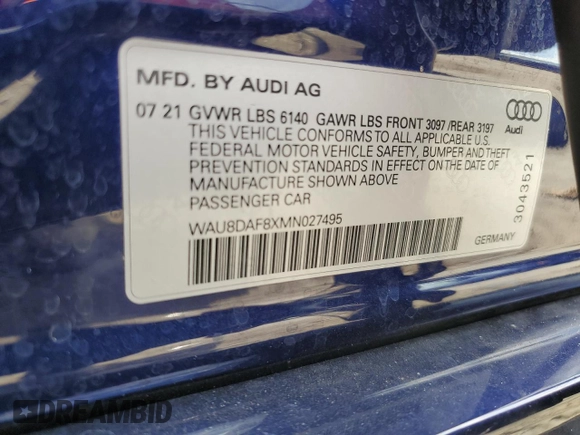 MFD. BY AUDI AG
07 21 GVWR LBS 6140 GAWR LBS FRONT 3097 /REAR 3197
THIS VEHICLE CONFORMS TO ALL APPLICABLE U.S.
FEDERAL MOTOR VEHICLE SAFETY, BUMPER AND THEFT
PREVENTION STANDARDS IN EFFECT ON THE DATE OF
MANUFACTURE SHOWN ABOVE
PASSENGER CAR
WAU8DAF8XMN027495
Audi
3043521
GERMANY
DREAMBID